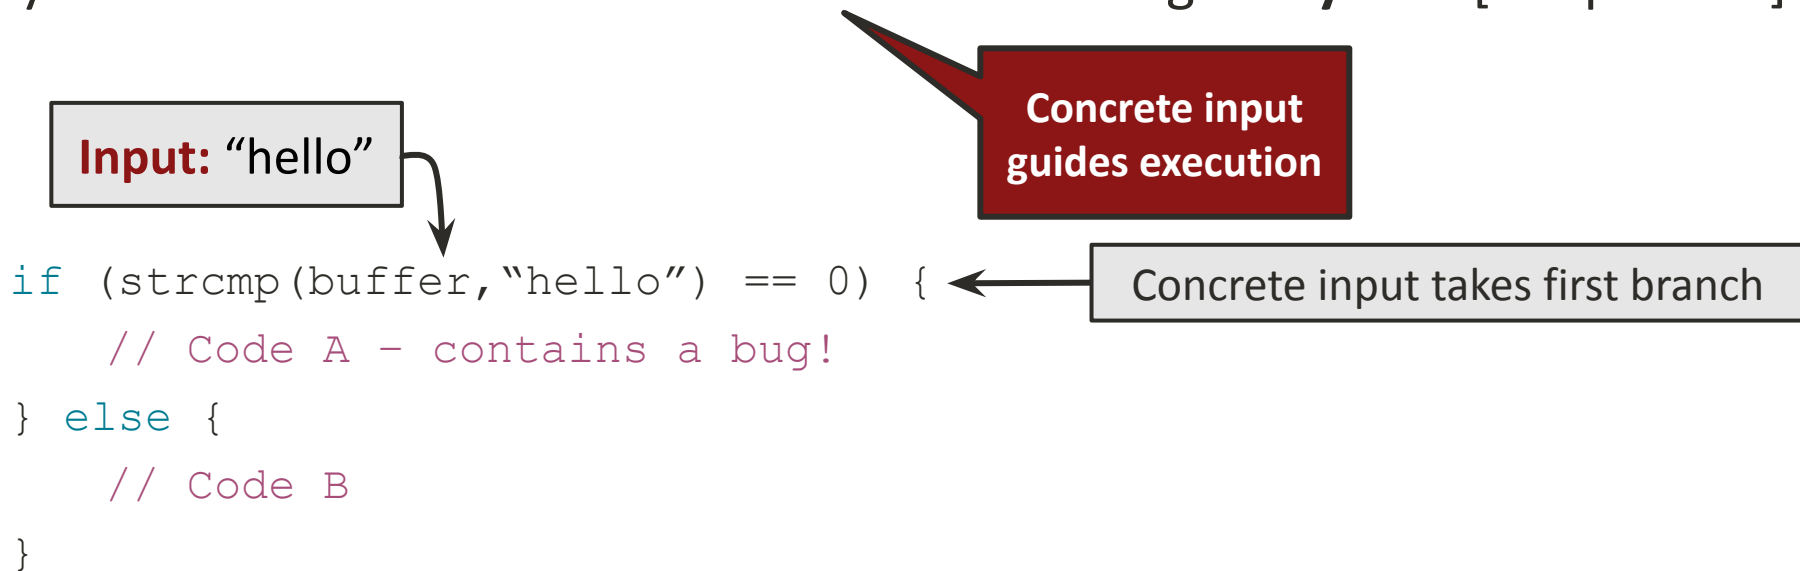 Concrete input
guides execution
Input: “hello”
if (strcmp(buffer,“hello”) == 0) {
Concrete input takes first branch
// Code A – contains a bug!
} else {
// Code B
}